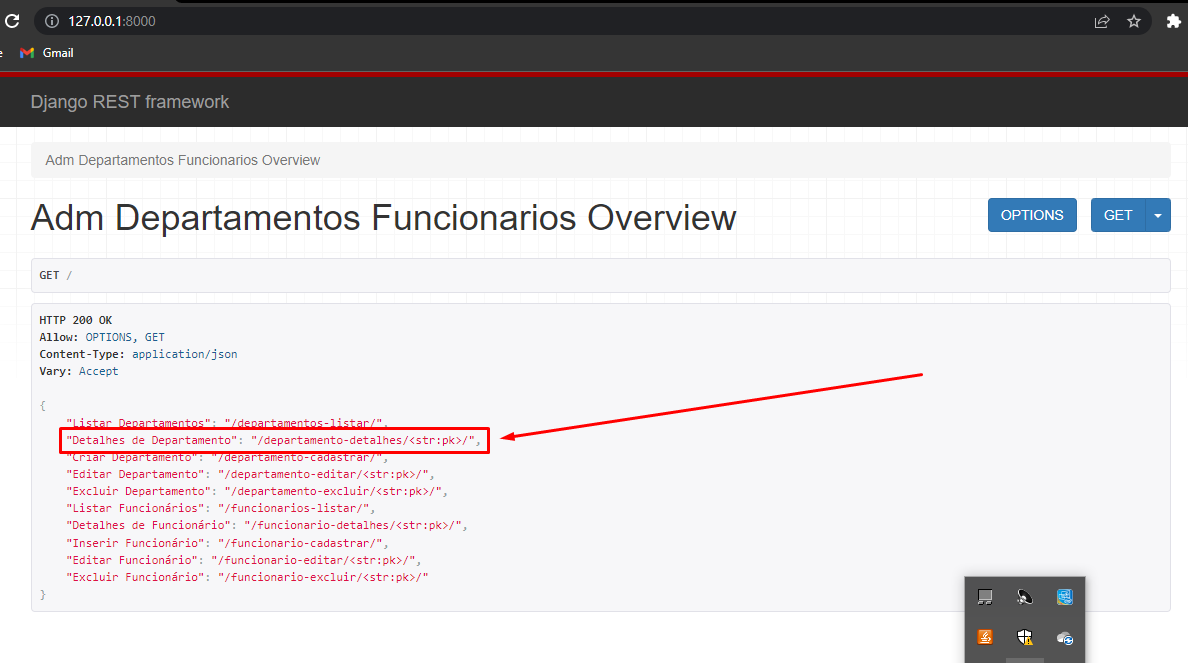 127.0.0.1:8000
e Gmail
Django REST framework
Adm Departamentos Funcionarios Overview
Adm Departamentos Funcionarios Overview
OPTIONS GET
GET /
HTTP 200 OK
Allow: OPTIONS, GET
Content-Type: application/json
Vary: Accept
{
"Listar Departamentos": "/departamentos-listar/",
"Detalhes de Departamento": "/departamento-detalhes/<str:pk>/",
"Criar Departamento": "/departamento-cadastrar/",
"Editar Departamento": "/departamento-editar/<str:pk>/",
"Excluir Departamento": "/departamento-excluir/<str:pk>/",
"Listar Funcionários": "/funcionarios-listar/",
"Detalhes de Funcionário": "/funcionario-detalhes/<str:pk>/",
"Inserir Funcionário": "/funcionario-cadastrar/",
"Editar Funcionário": "/funcionario-editar/<str:pk>/",
"Excluir Funcionário": "/funcionario-excluir/<str:pk>/"
}